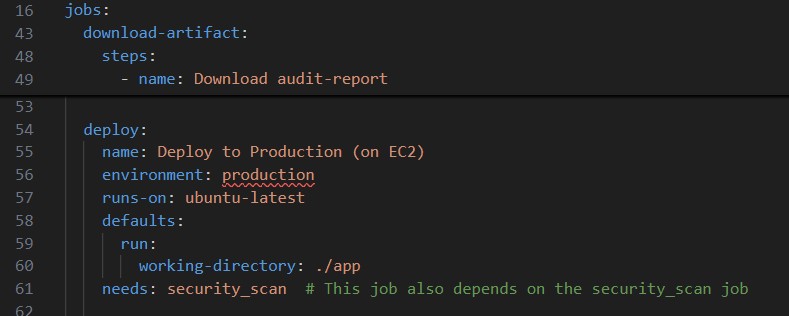 16 jobs:
43 download-artifact:
48 steps:
49 - name: Download audit-report
53
54 deploy:
55 name: Deploy to Production (on EC2)
56 environment: production
57 runs-on: ubuntu-latest
58 defaults:
59 run:
60 working-directory: ./app
61 needs: security_scan  # This job also depends on the security_scan job
62